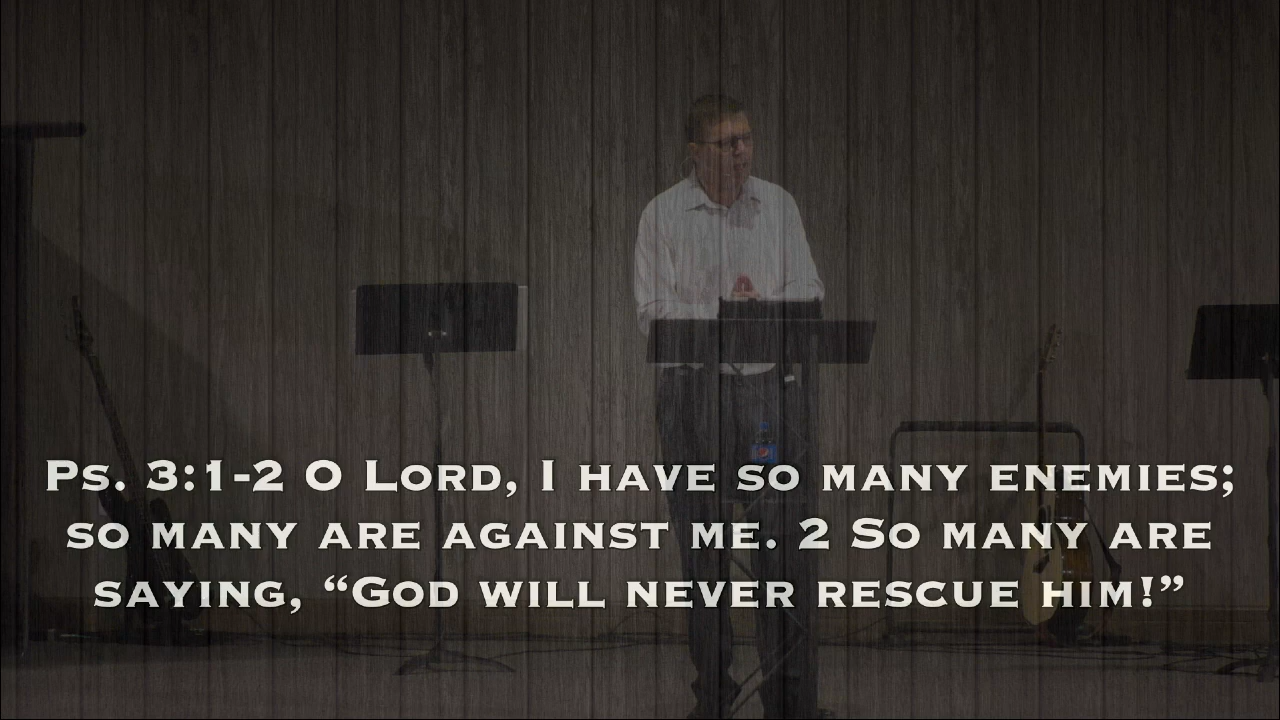 Ps. 3:1-2 O Lord, I have so many enemies;
so many are against me. 2 So many are
saying, “God will never rescue him!”